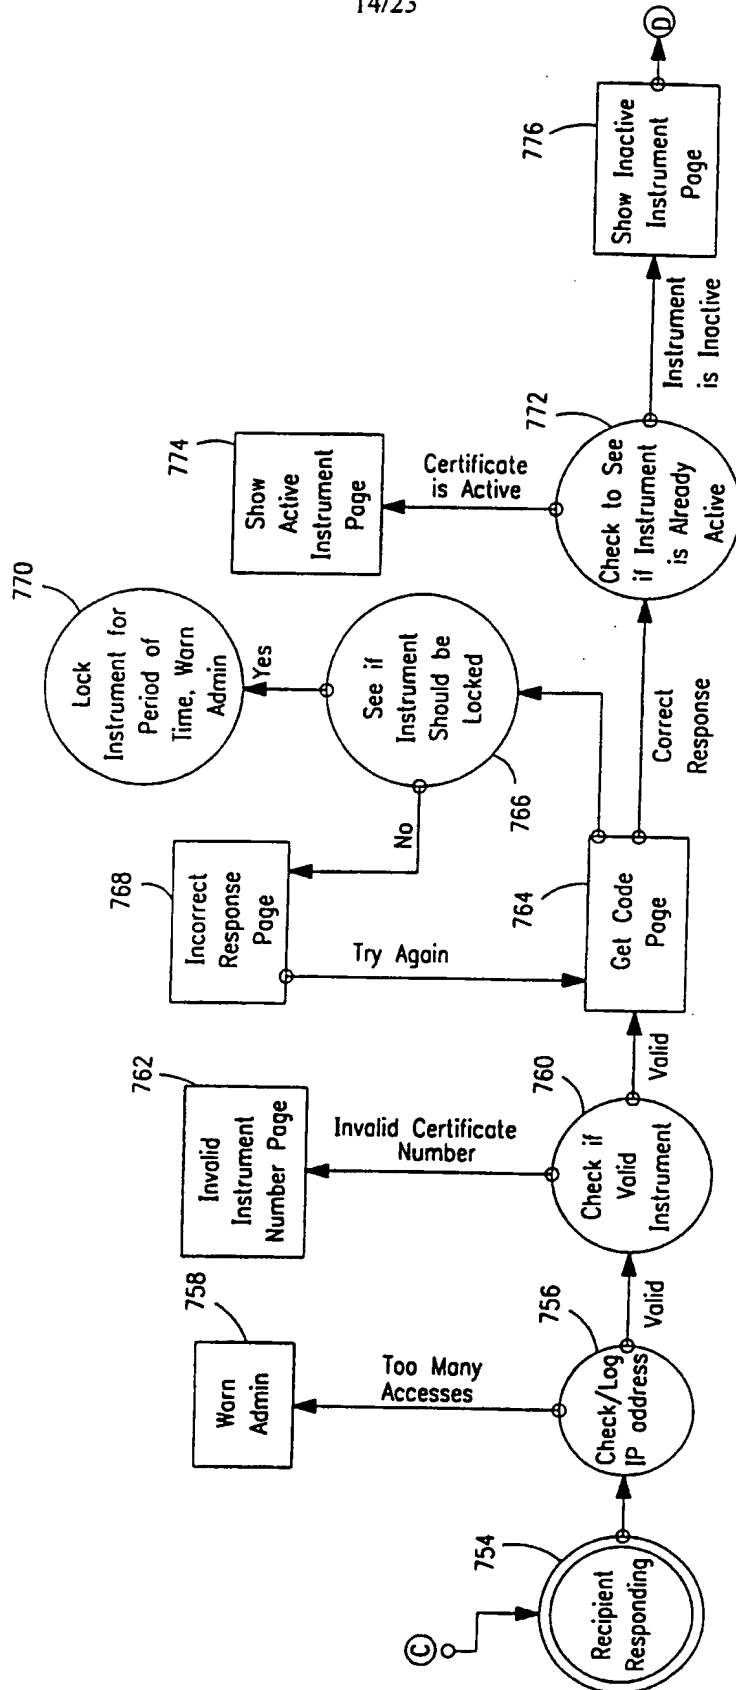 14/23
C
754
Recipient
Responding
756
Check/Log
IP address
Too Many
Accesses
758
Warn
Admin
Valid
760
Check if
Valid
Instrument
Invalid Certificate
Number
762
Invalid
Instrument
Number Page
Valid
764
Get Code
Page
Try Again
768
Incorrect
Response
Page
No
766
See if
Instrument
Should be
Locked
Yes
770
Lock
Instrument for
Period of
Time, Warn
Admin
Correct
Response
772
Check to See
if Instrument
is Already
Active
Certificate
is Active
774
Show
Active
Instrument
Page
Instrument
is Inactive
776
Show Inactive
Instrument
Page
D